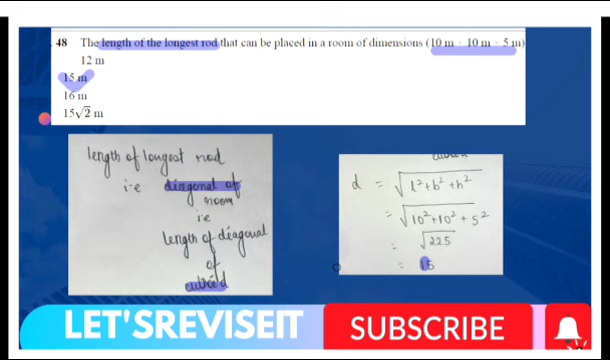 48 The length of the longest rod that can be placed in a room of dimensions (10 m · 10 m · 5 m)
12 m
15 m
16 m
15√2 m
length of longest rod
i-e diagonal of
room
i.e
length of diagonal
of
cuboid
d = √l²+b²+h²
= √10²+10²+5²
= √225
= 15
LET'SREVISEIT
SUBSCRIBE